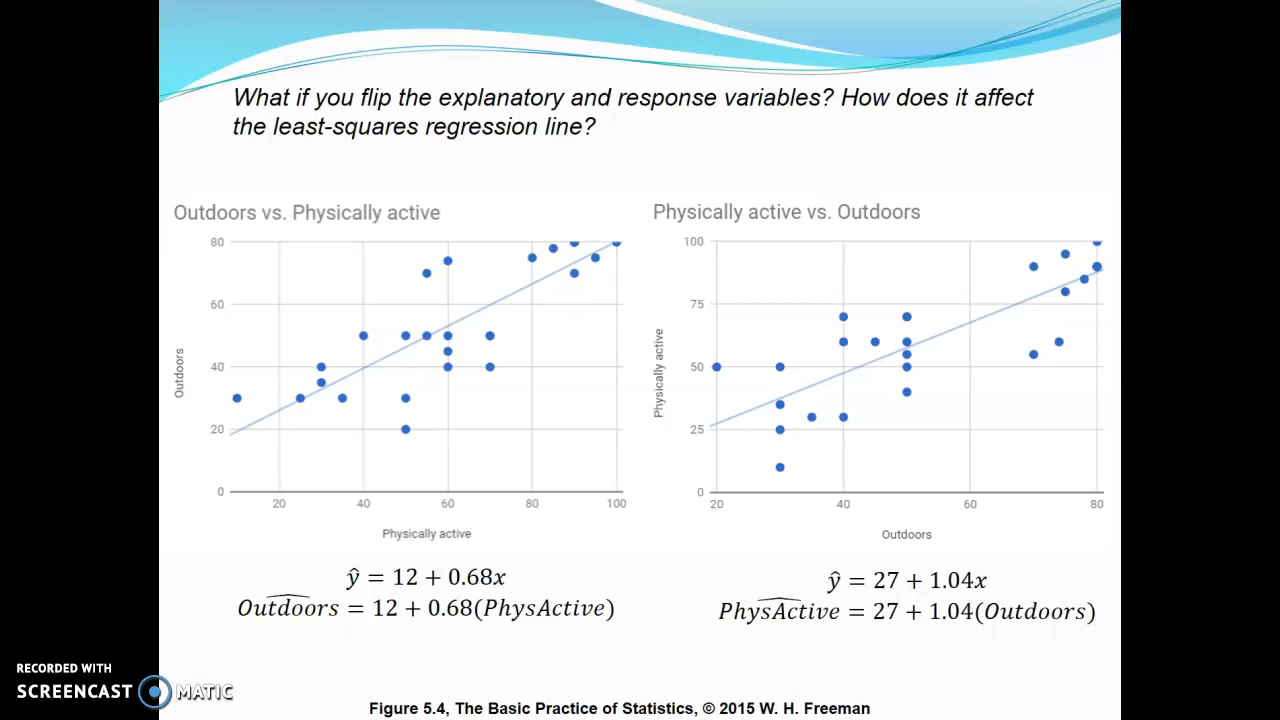 What if you flip the explanatory and response variables? How does it affect
the least-squares regression line?
Outdoors vs. Physically active
80
60
40
20
0
Outdoors
20 40 60 80 100
Physically active
Physically active vs. Outdoors
100
75
50
25
0
Physically active
20 40 60 80
Outdoors
ŷ = 12 + 0.68x
Outdoors = 12 + 0.68(PhysActive)
ŷ = 27 + 1.04x
PhysActive = 27 + 1.04(Outdoors)
RECORDED WITH
SCREENCAST MATIC
Figure 5.4, The Basic Practice of Statistics, © 2015 W. H. Freeman